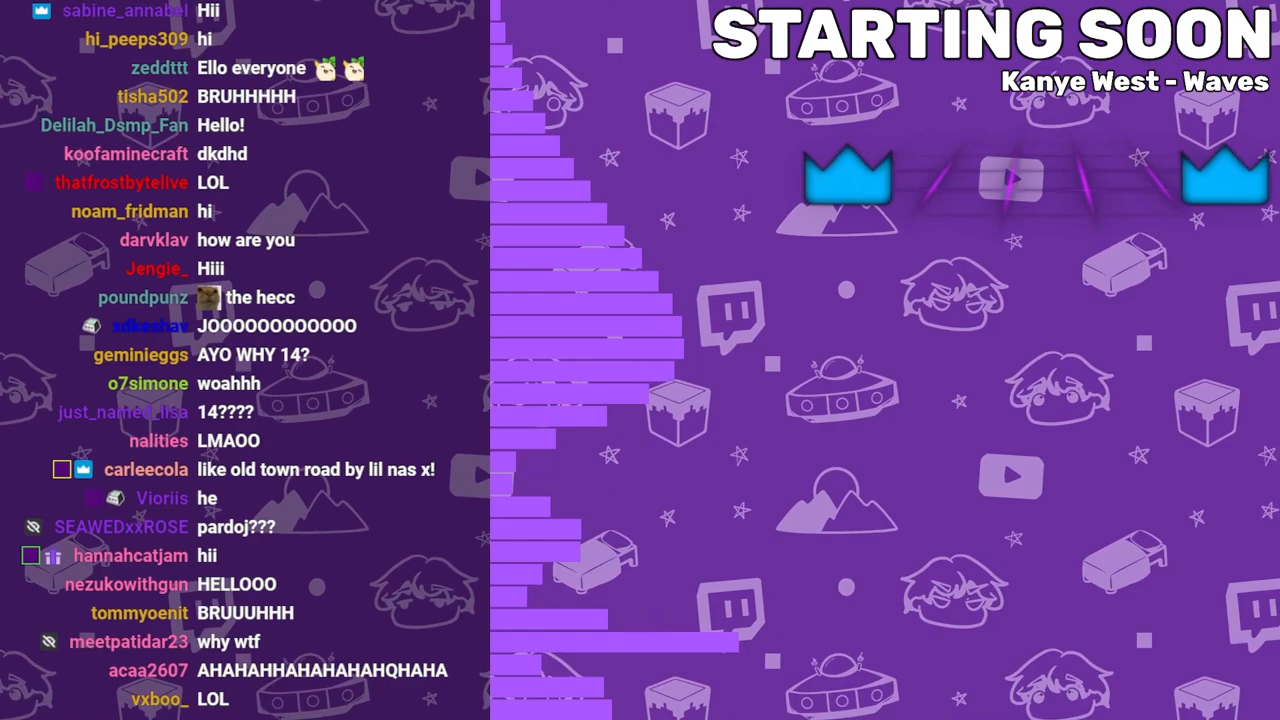 STARTING SOON
Kanye West - Waves
sabine_annabel Hii
hi_peeps309 hi
zeddttt Ello everyone
tisha502 BRUHHHHH
Delilah_Dsmp_Fan Hello!
koofaminecraft dkdhd
thatfrostbytelive LOL
noam_fridman hi
darvklav how are you
Jengie_ Hiii
poundpunz the hecc
xdkeshav JOOOOOOOOOOOO
geminieggs AYO WHY 14?
o7simone woahhh
just_named_lisa 14????
nalities LMAOO
carleecola like old town road by lil nas x!
Vioriis he
SEAWEDxxROSE pardoj???
hannahcatjam hii
nezukowithgun HELLOOO
tommyoenit BRUUUHHH
meetpatidar23 why wtf
acaa2607 AHAHAHHAHAHAHAHQHAHA
vxboo_ LOL